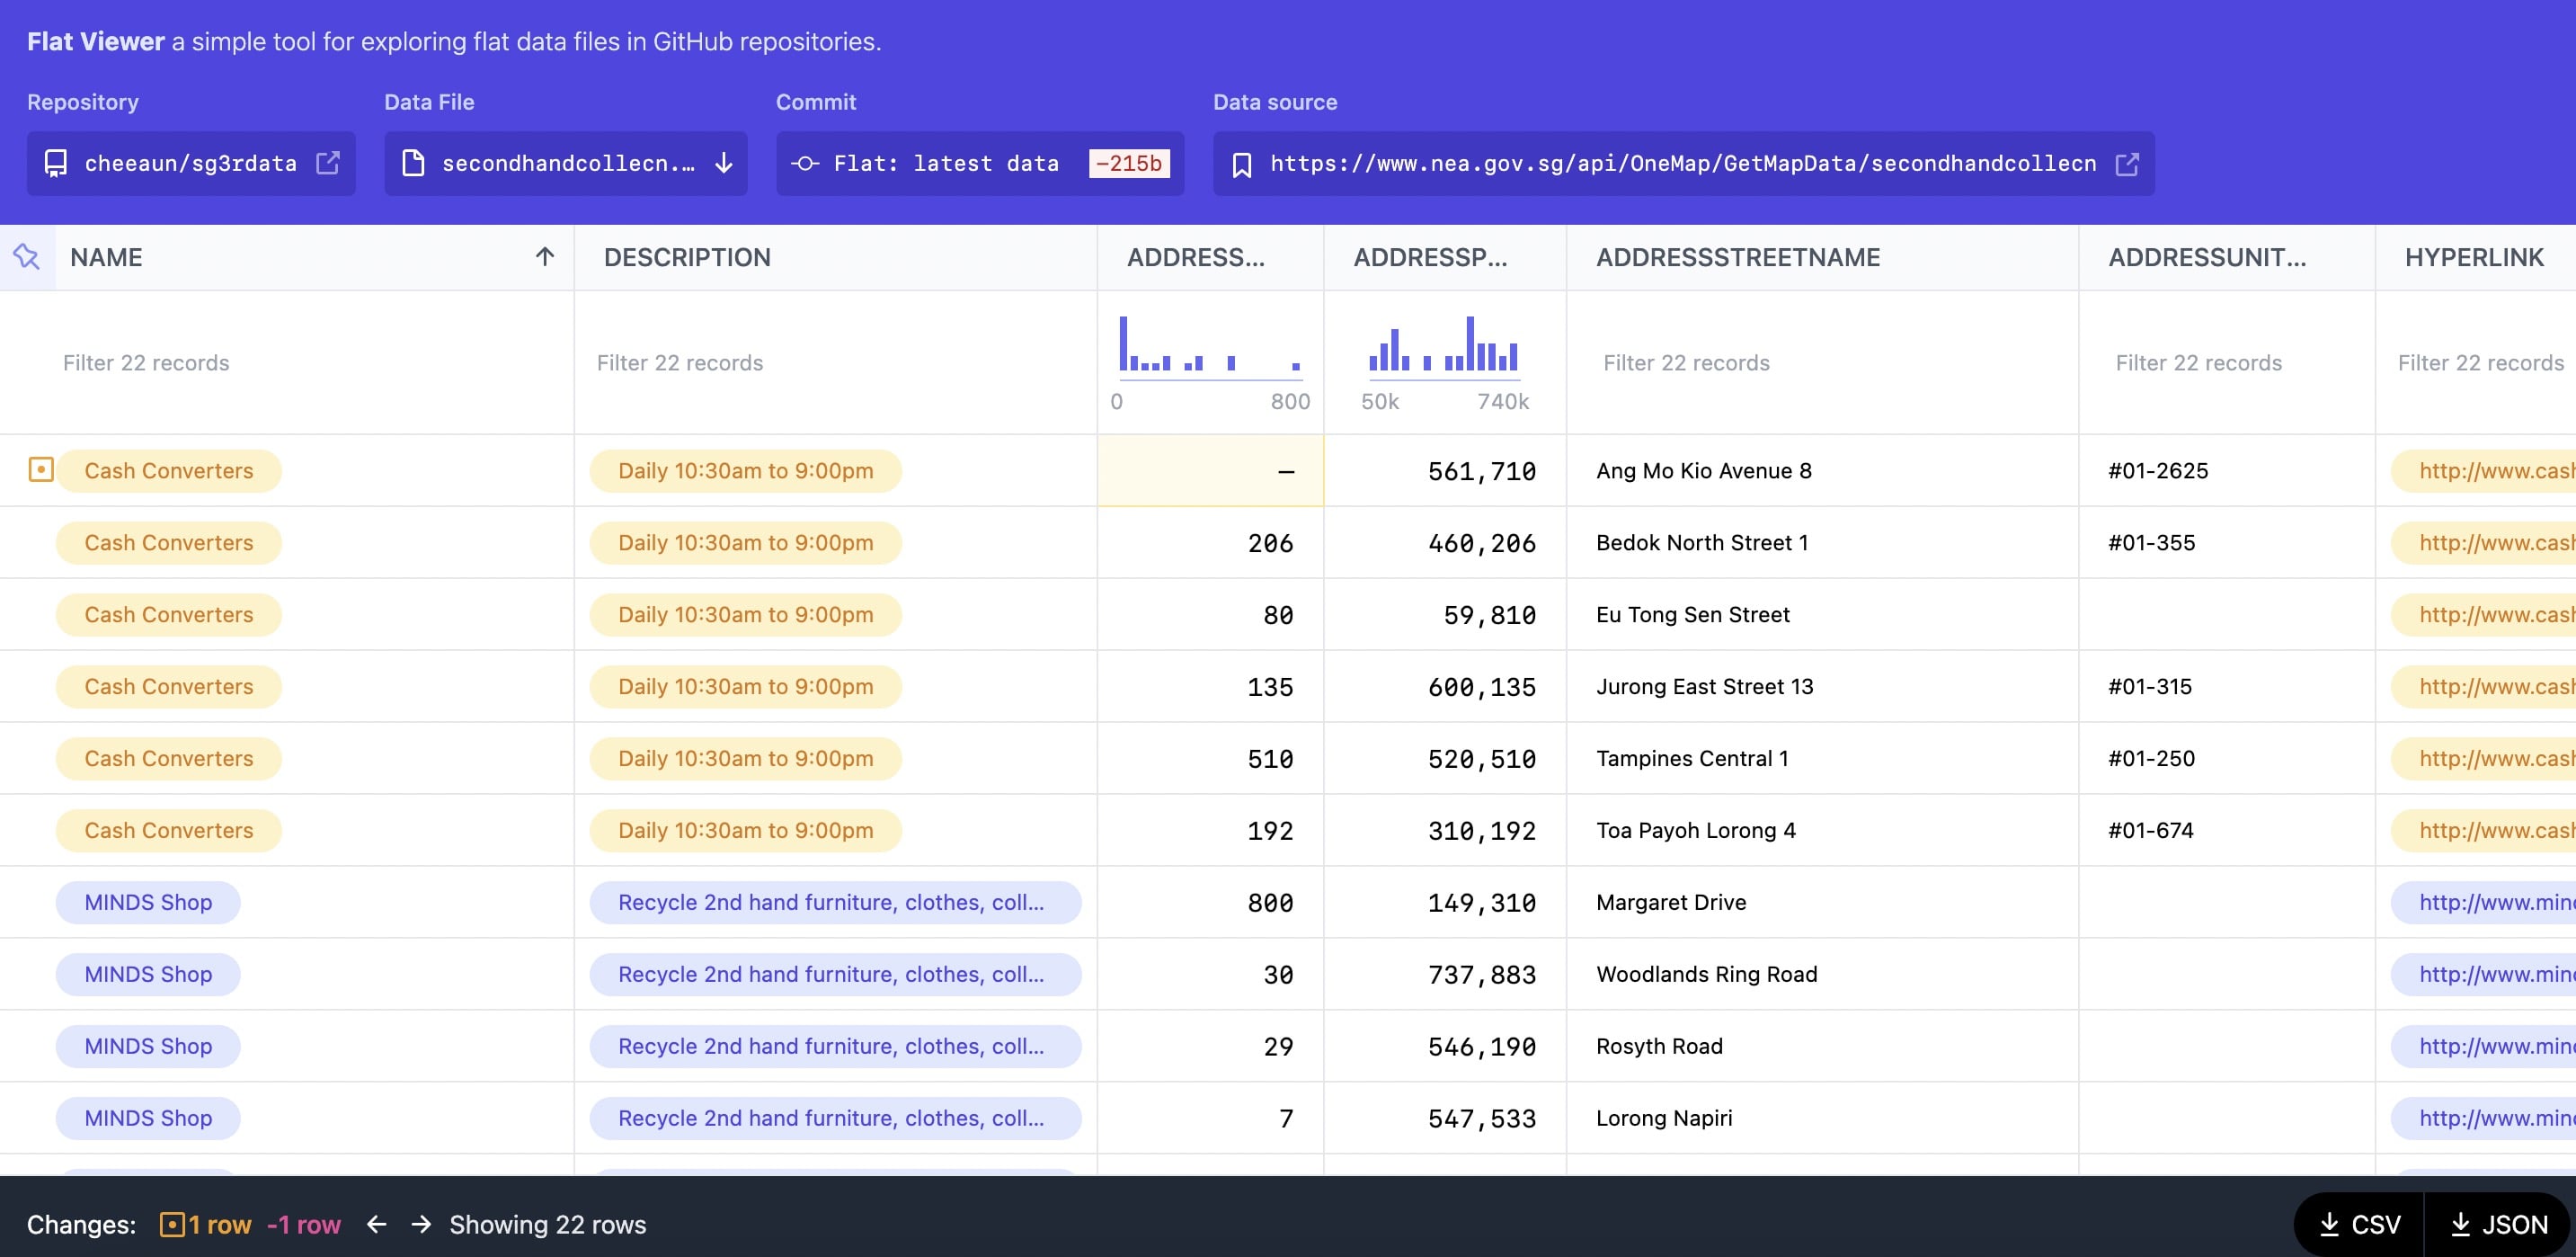 Flat Viewer a simple tool for exploring flat data files in GitHub repositories.
Repository Data File Commit Data source
cheeaun/sg3rdata secondhandcollecn.… Flat: latest data −215b https://www.nea.gov.sg/api/OneMap/GetMapData/secondhandcollecn
NAME DESCRIPTION ADDRESS... ADDRESSP... ADDRESSSTREETNAME ADDRESSUNIT... HYPERLINK
Filter 22 records Filter 22 records 0 800 50k 740k Filter 22 records Filter 22 records Filter 22 records
Cash Converters Daily 10:30am to 9:00pm — 561,710 Ang Mo Kio Avenue 8 #01-2625 http://www.cash
Cash Converters Daily 10:30am to 9:00pm 206 460,206 Bedok North Street 1 #01-355 http://www.cash
Cash Converters Daily 10:30am to 9:00pm 80 59,810 Eu Tong Sen Street http://www.cash
Cash Converters Daily 10:30am to 9:00pm 135 600,135 Jurong East Street 13 #01-315 http://www.cash
Cash Converters Daily 10:30am to 9:00pm 510 520,510 Tampines Central 1 #01-250 http://www.cash
Cash Converters Daily 10:30am to 9:00pm 192 310,192 Toa Payoh Lorong 4 #01-674 http://www.cash
MINDS Shop Recycle 2nd hand furniture, clothes, coll... 800 149,310 Margaret Drive http://www.mind
MINDS Shop Recycle 2nd hand furniture, clothes, coll... 30 737,883 Woodlands Ring Road http://www.mind
MINDS Shop Recycle 2nd hand furniture, clothes, coll... 29 546,190 Rosyth Road http://www.mind
MINDS Shop Recycle 2nd hand furniture, clothes, coll... 7 547,533 Lorong Napiri http://www.mind
Changes: 1 row -1 row ← → Showing 22 rows CSV JSON